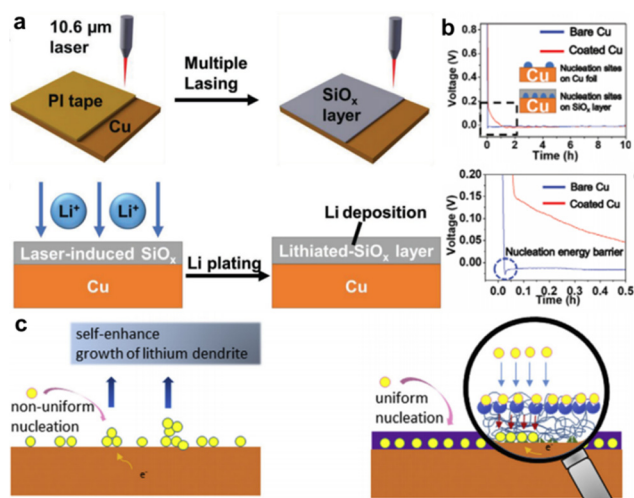 a
10.6 μm
laser
PI tape
Cu
Multiple
Lasing
SiOx
layer
Li+
Li+
Laser-induced SiOx
Cu
Li plating
Li deposition
Lithiated-SiOx layer
Cu
b
Bare Cu
Coated Cu
Nucleation sites
on Cu foil
Cu
Nucleation sites
on SiOx layer
Cu
Voltage (V)
0.8
0.6
0.4
0.2
0.0
0 2 4 6 8 10
Time (h)
Bare Cu
Coated Cu
Nucleation energy
barrier
Voltage (V)
0.20
0.15
0.10
0.05
0.00
0.0 0.1 0.2 0.3 0.4 0.5
Time (h)
c
self-enhance
growth of lithium dendrite
non-uniform
nucleation
e-
uniform
nucleation
e-